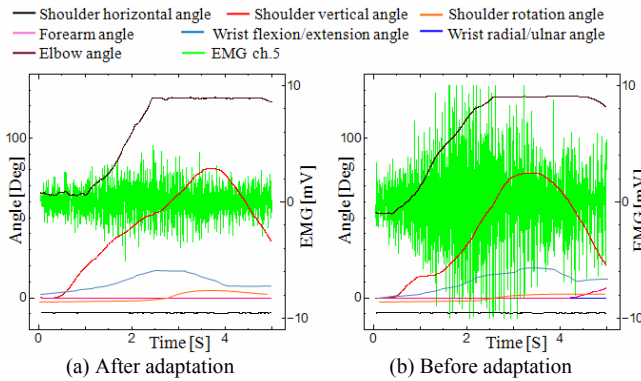 Shoulder horizontal angle Shoulder vertical angle Shoulder rotation angle
Forearm angle Wrist flexion/extension angle Wrist radial/ulnar angle
Elbow angle EMG ch.5
Angle [Deg]
100
0
0 2 4
Time [S]
10
0
-10
EMG [mV]
(a) After adaptation
Angle [Deg]
100
0
0 2 4
Time [S]
10
0
-10
EMG [mV]
(b) Before adaptation